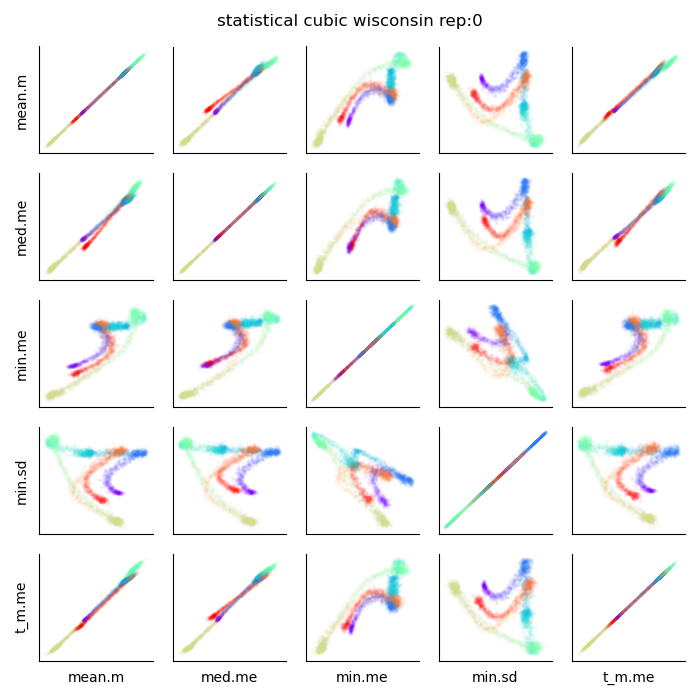 statistical cubic wisconsin rep:0
mean.m
med.me
min.me
min.sd
t_m.me
mean.m med.me min.me min.sd t_m.me